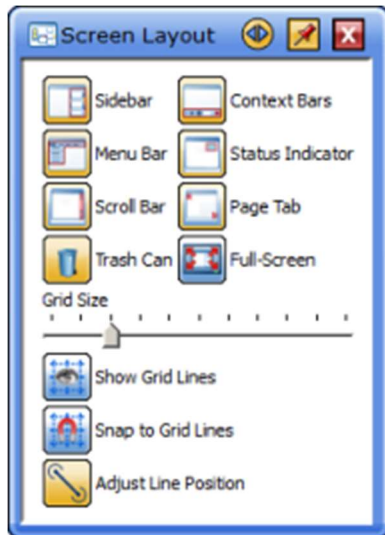 Screen Layout
Sidebar Context Bars
Menu Bar Status Indicator
Scroll Bar Page Tab
Trash Can Full-Screen
Grid Size
Show Grid Lines
Snap to Grid Lines
Adjust Line Position